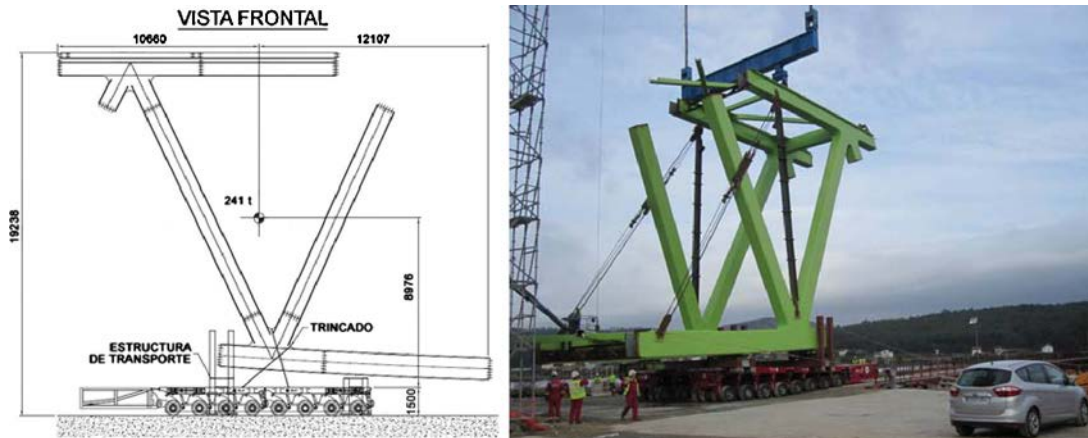 VISTA FRONTAL
10660
12107
19238
241 t
8976
TRINCADO
ESTRUCTURA
DE TRANSPORTE
1500